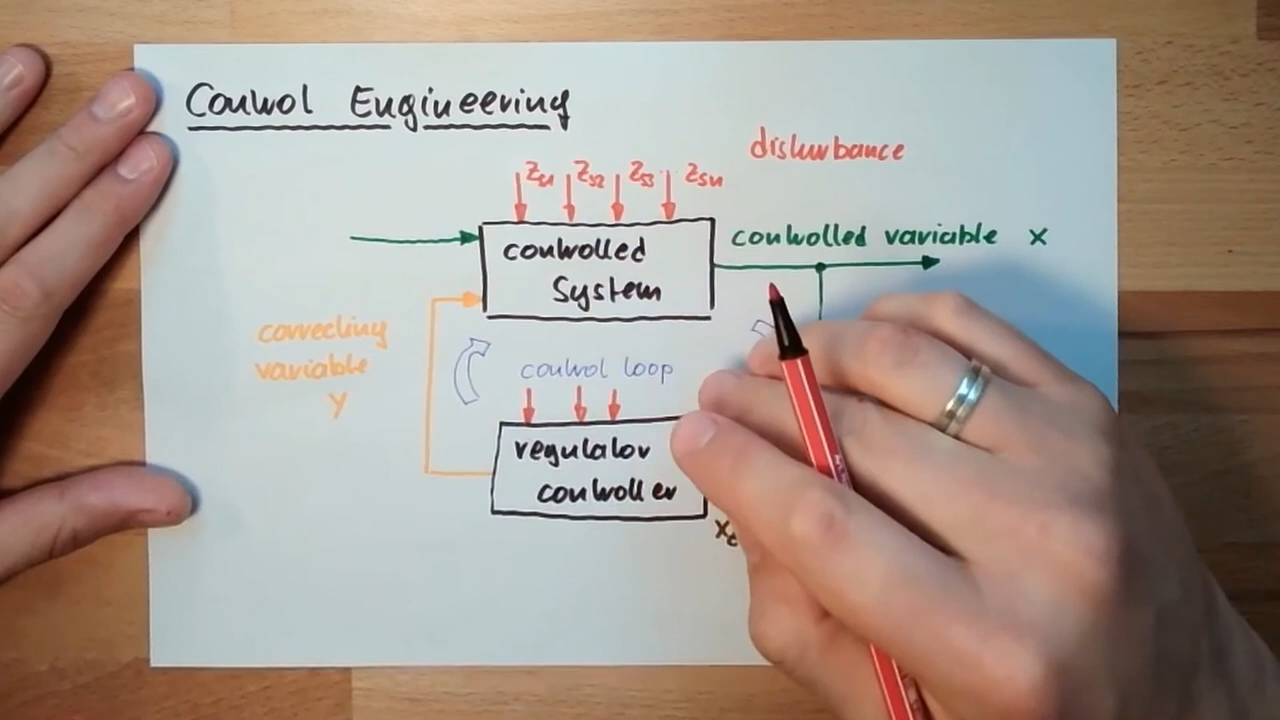 Control Engineering
disturbance
Zs1 Zs2 Zs3 Zsn
controlled variable x
controlled
System
correcting
variable
y
control loop
regulator
controller